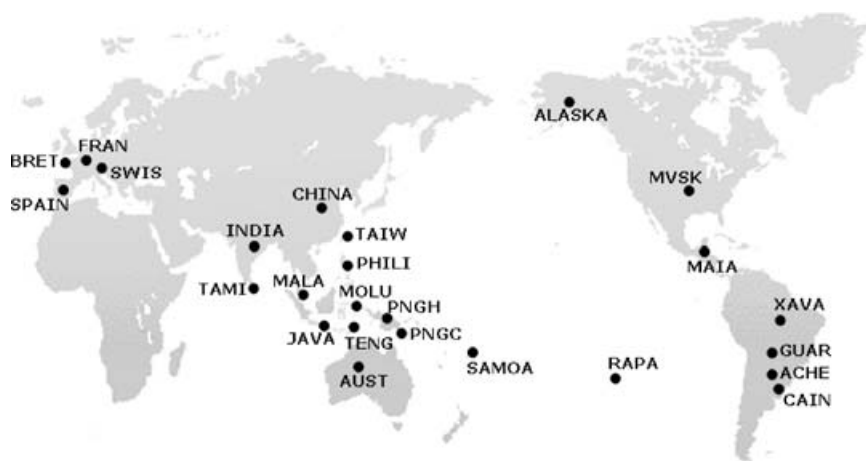 ALASKA
FRAN
BRET
SWIS
MVSK
SPAIN
CHINA
INDIA
TAIW
MAIA
PHILI
TAMI
MALA
MOLU
PNGH
XAVA
JAVA
TENG
PNGC
GUAR
SAMOA
RAPA
AUST
ACHE
CAIN